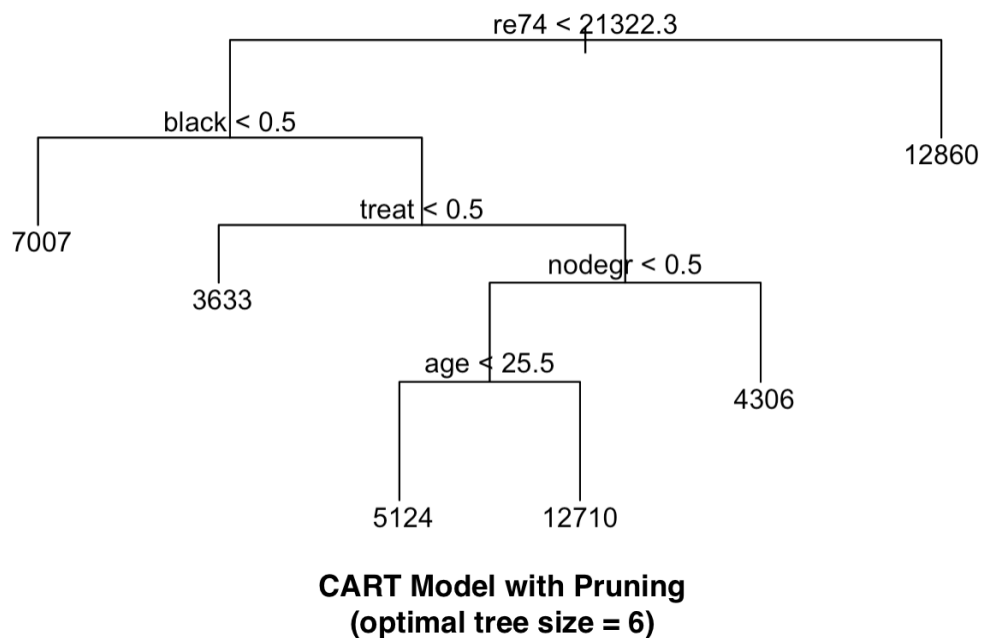 re74 < 21322.3
black < 0.5
12860
treat < 0.5
7007
nodegr < 0.5
3633
age < 25.5
4306
5124
12710
CART Model with Pruning
(optimal tree size = 6)